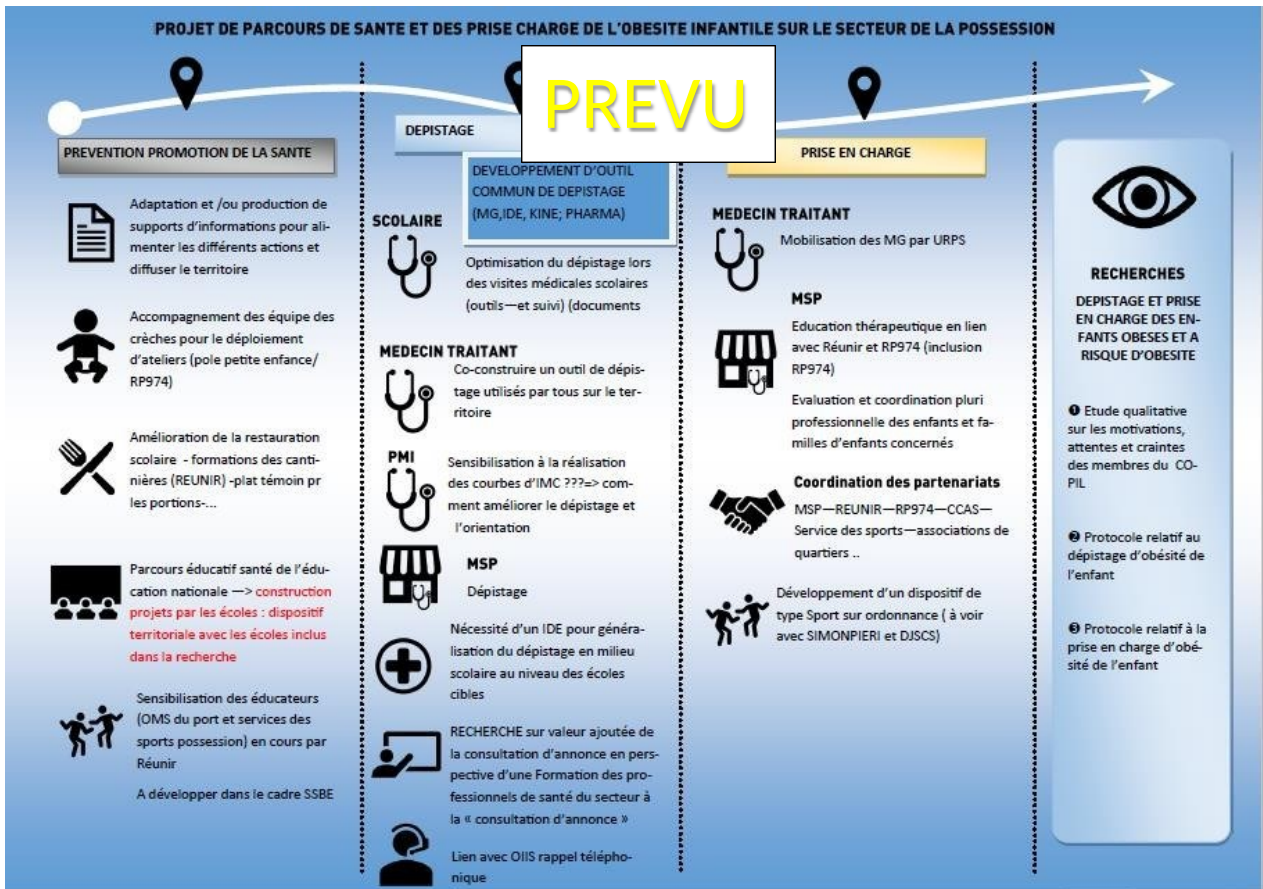 PROJET DE PARCOURS DE SANTE ET DES PRISE CHARGE DE L'OBESITE INFANTILE SUR LE SECTEUR DE LA POSSESSION
PREVU
PREVENTION PROMOTION DE LA SANTE
Adaptation et /ou production de
supports d'informations pour ali-
menter les différents actions et
diffuser le territoire
Accompagnement des équipe des
crèches pour le déploiement
d'ateliers (pole petite enfance/
RP974)
Amélioration de la restauration
scolaire - formations des canti-
nières (REUNIR) -plat témoin pr
les portions-...
Parcours éducatif santé de l'édu-
cation nationale —> construction
projets par les écoles : dispositif
territoriale avec les écoles inclus
dans la recherche
Sensibilisation des éducateurs
(OMS du port et services des
sports possession) en cours par
Réunir
A développer dans le cadre SSBE
DEPISTAGE
DEVELOPPEMENT D'OUTIL
COMMUN DE DEPISTAGE
(MG,IDE, KINE; PHARMA)
SCOLAIRE
Optimisation du dépistage lors
des visites médicales scolaires
(outils—et suivi) (documents
MEDECIN TRAITANT
Co-construire un outil de dépis-
tage utilisés par tous sur le ter-
ritoire
PMI
Sensibilisation à la réalisation
des courbes d'IMC ???=> com-
ment améliorer le dépistage et
l'orientation
MSP
Dépistage
Nécessité d'un IDE pour généra-
lisation du dépistage en milieu
scolaire au niveau des écoles
cibles
RECHERCHE sur valeur ajoutée de
la consultation d'annonce en pers-
pective d'une Formation des pro-
fessionnels de santé du secteur à
la « consultation d'annonce »
Lien avec OIIS rappel télépho-
nique
PRISE EN CHARGE
MEDECIN TRAITANT
Mobilisation des MG par URPS
MSP
Education thérapeutique en lien
avec Réunir et RP974 (inclusion
RP974)
Evaluation et coordination pluri
professionnelle des enfants et fa-
milles d'enfants concernés
Coordination des partenariats
MSP—REUNIR—RP974—CCAS—
Service des sports—associations de
quartiers ..
Développement d'un dispositif de
type Sport sur ordonnance ( à voir
avec SIMONPIERI et DJSCS)
RECHERCHES
DEPISTAGE ET PRISE
EN CHARGE DES EN-
FANTS OBESES ET A
RISQUE D'OBESITE
❶ Etude qualitative
sur les motivations,
attentes et craintes
des membres du CO-
PIL
❷ Protocole relatif au
dépistage d'obésité de
l'enfant
❸ Protocole relatif à la
prise en charge d'obé-
sité de l'enfant